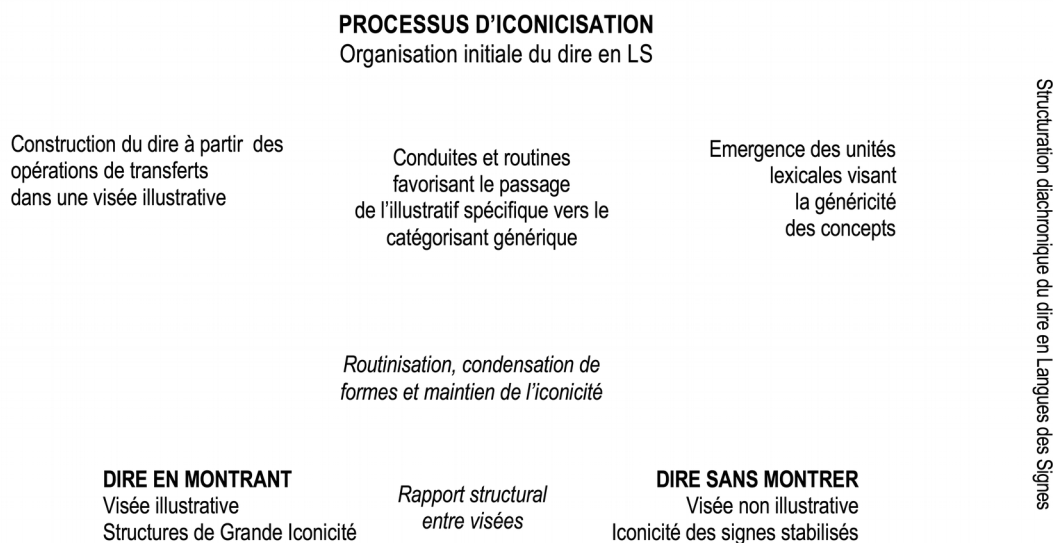 PROCESSUS D'ICONICISATION
Organisation initiale du dire en LS
Construction du dire à partir des
opérations de transferts
dans une visée illustrative
Conduites et routines
favorisant le passage
de l'illustratif spécifique vers le
catégorisant générique
Emergence des unités
lexicales visant
la généricité
des concepts
Routinisation, condensation de
formes et maintien de l'iconicité
DIRE EN MONTRANT
Visée illustrative
Structures de Grande Iconicité
Rapport structural
entre visées
DIRE SANS MONTRER
Visée non illustrative
Iconicité des signes stabilisés
Structuration diachronique du dire en Langues des Signes